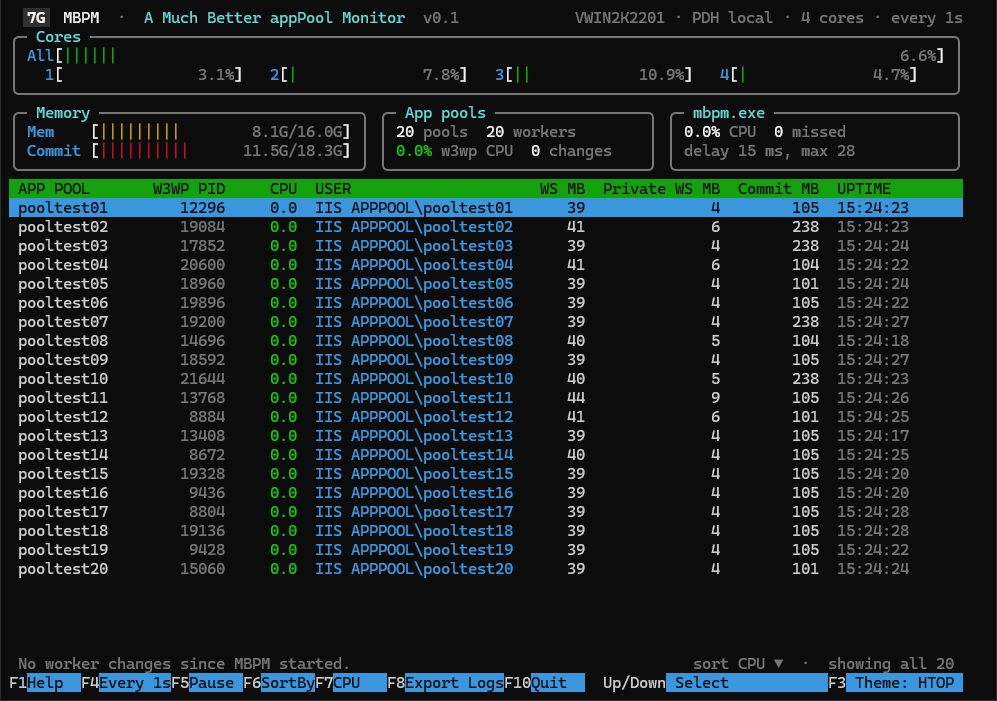 7G MBPM · A Much Better appPool Monitor v0.1 VWIN2K2201 · PDH local · 4 cores · every 1s
Cores
All[|||||| 6.6%]
1[ 3.1%] 2[| 7.8%] 3[|| 10.9%] 4[| 4.7%]
Memory App pools mbpm.exe
Mem [||||||||| 8.1G/16.0G] 20 pools 20 workers 0.0% CPU 0 missed
Commit [|||||||||| 11.5G/18.3G] 0.0% w3wp CPU 0 changes delay 15 ms, max 28
APP POOL W3WP PID CPU USER WS MB Private WS MB Commit MB UPTIME
pooltest01 12296 0.0 IIS APPPOOL\pooltest01 39 4 105 15:24:23
pooltest02 19084 0.0 IIS APPPOOL\pooltest02 41 6 238 15:24:23
pooltest03 17852 0.0 IIS APPPOOL\pooltest03 39 4 238 15:24:24
pooltest04 20600 0.0 IIS APPPOOL\pooltest04 41 6 104 15:24:22
pooltest05 18960 0.0 IIS APPPOOL\pooltest05 39 4 101 15:24:24
pooltest06 19896 0.0 IIS APPPOOL\pooltest06 39 4 105 15:24:22
pooltest07 19200 0.0 IIS APPPOOL\pooltest07 39 4 238 15:24:27
pooltest08 14696 0.0 IIS APPPOOL\pooltest08 40 5 104 15:24:18
pooltest09 18592 0.0 IIS APPPOOL\pooltest09 39 4 105 15:24:27
pooltest10 21644 0.0 IIS APPPOOL\pooltest10 40 5 238 15:24:23
pooltest11 13768 0.0 IIS APPPOOL\pooltest11 44 9 105 15:24:26
pooltest12 8884 0.0 IIS APPPOOL\pooltest12 41 6 101 15:24:25
pooltest13 13408 0.0 IIS APPPOOL\pooltest13 39 4 105 15:24:17
pooltest14 8672 0.0 IIS APPPOOL\pooltest14 40 4 105 15:24:25
pooltest15 19328 0.0 IIS APPPOOL\pooltest15 39 4 105 15:24:20
pooltest16 9436 0.0 IIS APPPOOL\pooltest16 39 4 105 15:24:20
pooltest17 8804 0.0 IIS APPPOOL\pooltest17 39 4 105 15:24:28
pooltest18 19136 0.0 IIS APPPOOL\pooltest18 39 4 105 15:24:28
pooltest19 9428 0.0 IIS APPPOOL\pooltest19 39 4 105 15:24:22
pooltest20 15060 0.0 IIS APPPOOL\pooltest20 39 4 101 15:24:24
No worker changes since MBPM started. sort CPU ▼ · showing all 20
F1Help F4Every 1sF5Pause F6SortByF7CPU F8Export LogsF10Quit Up/Down Select F3 Theme: HTOP